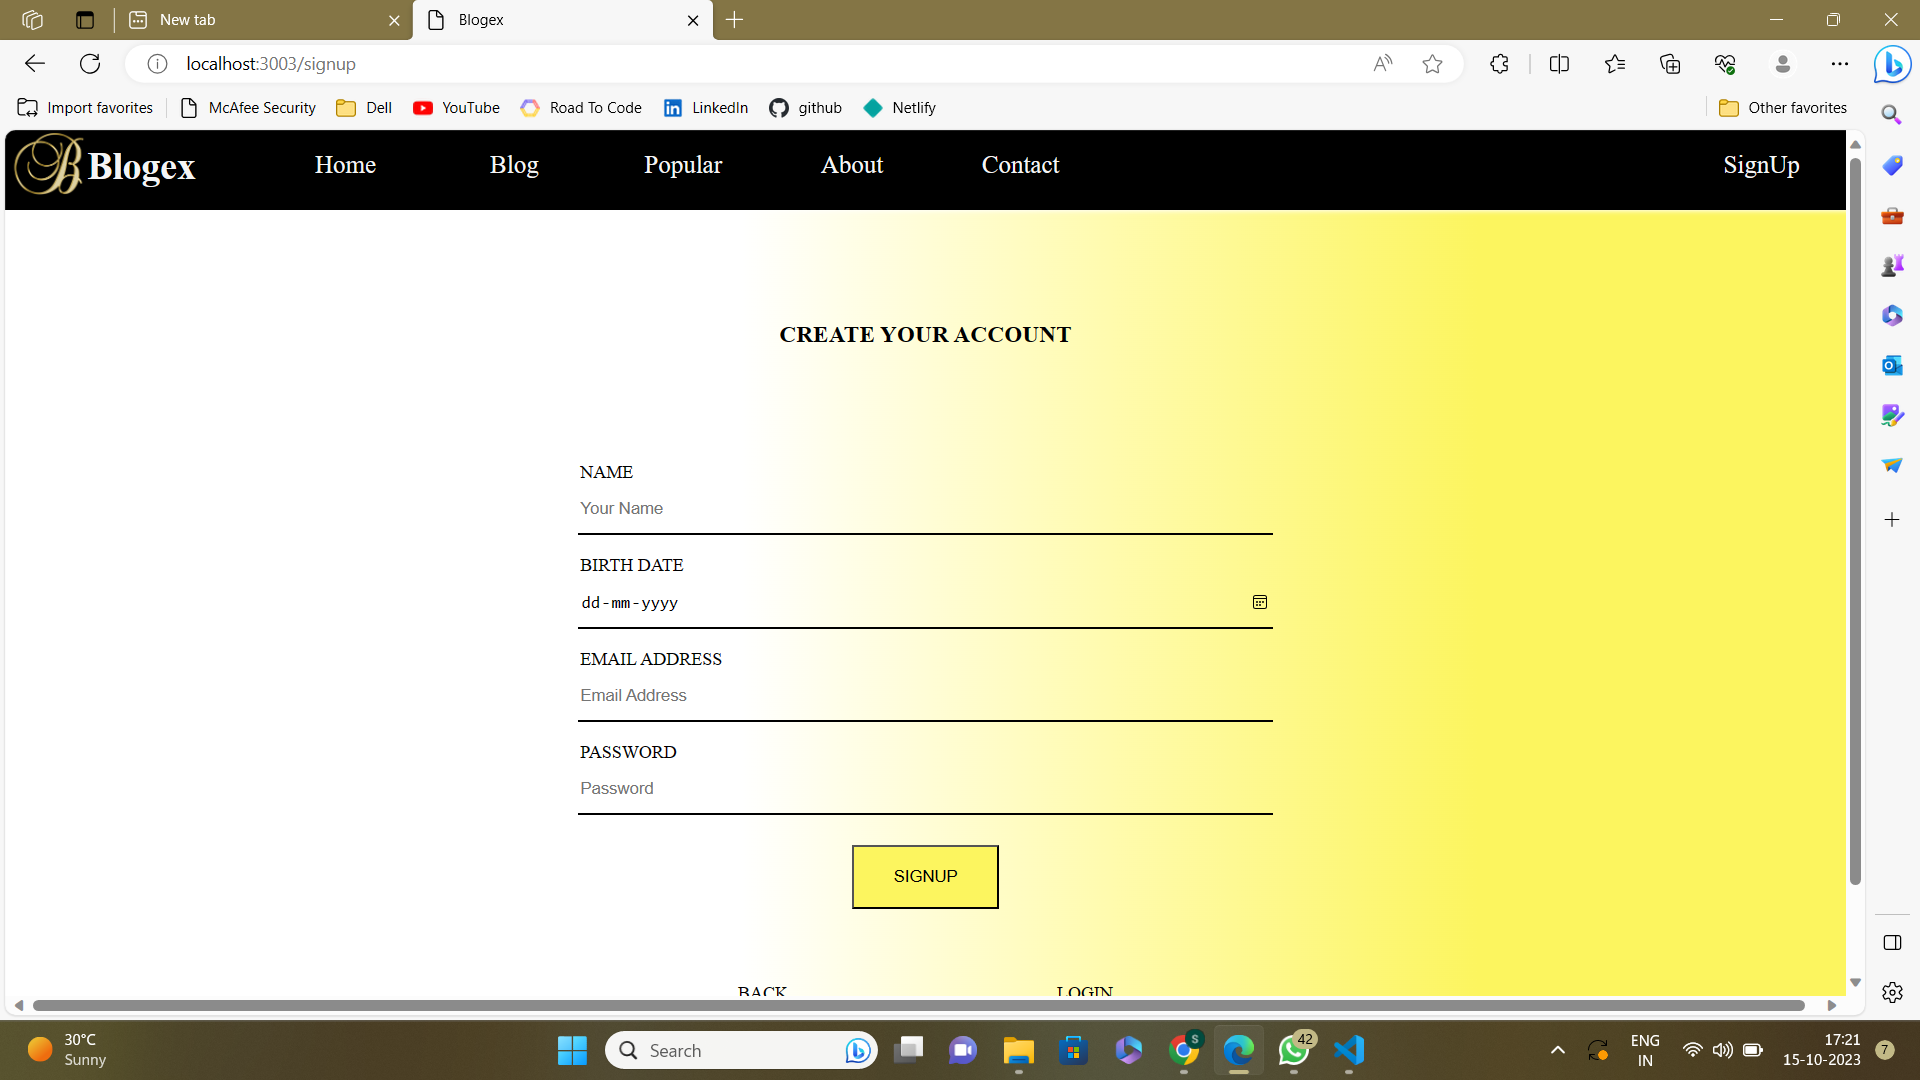 New tab
Blogex
localhost:3003/signup
Import favorites
McAfee Security
Dell
YouTube
Road To Code
LinkedIn
github
Netlify
Other favorites
B Blogex
Home
Blog
Popular
About
Contact
SignUp
CREATE YOUR ACCOUNT
NAME
Your Name
BIRTH DATE
dd-mm-yyyy
EMAIL ADDRESS
Email Address
PASSWORD
Password
SIGNUP
BACK
LOGIN
30°C
Sunny
Search
S
42
ENG
IN
17:21
15-10-2023
7